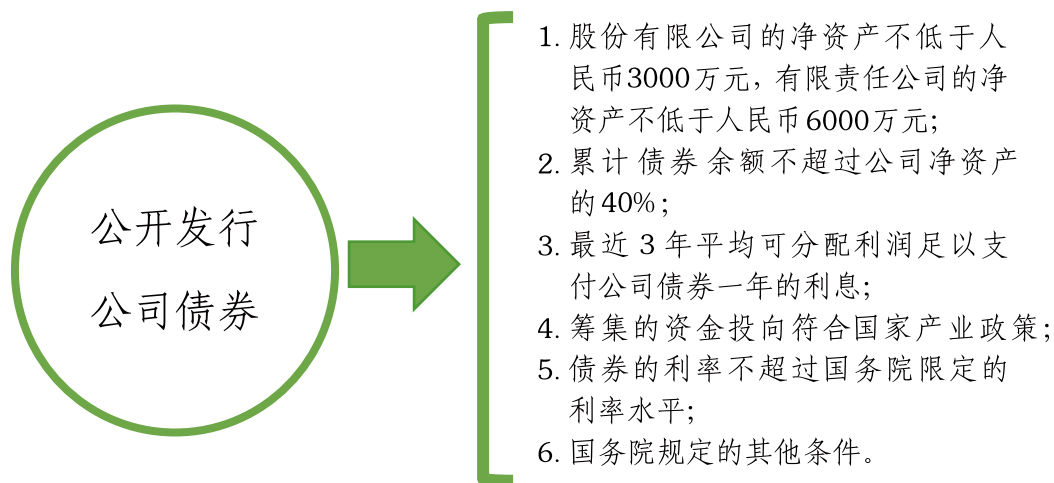 公开发行
公司债券
1. 股份有限公司的净资产不低于人
民币3000万元，有限责任公司的净
资产不低于人民币6000万元；
2. 累计债券余额不超过公司净资产
的40%；
3. 最近3年平均可分配利润足以支
付公司债券一年的利息；
4. 筹集的资金投向符合国家产业政策；
5. 债券的利率不超过国务院限定的
利率水平；
6. 国务院规定的其他条件。